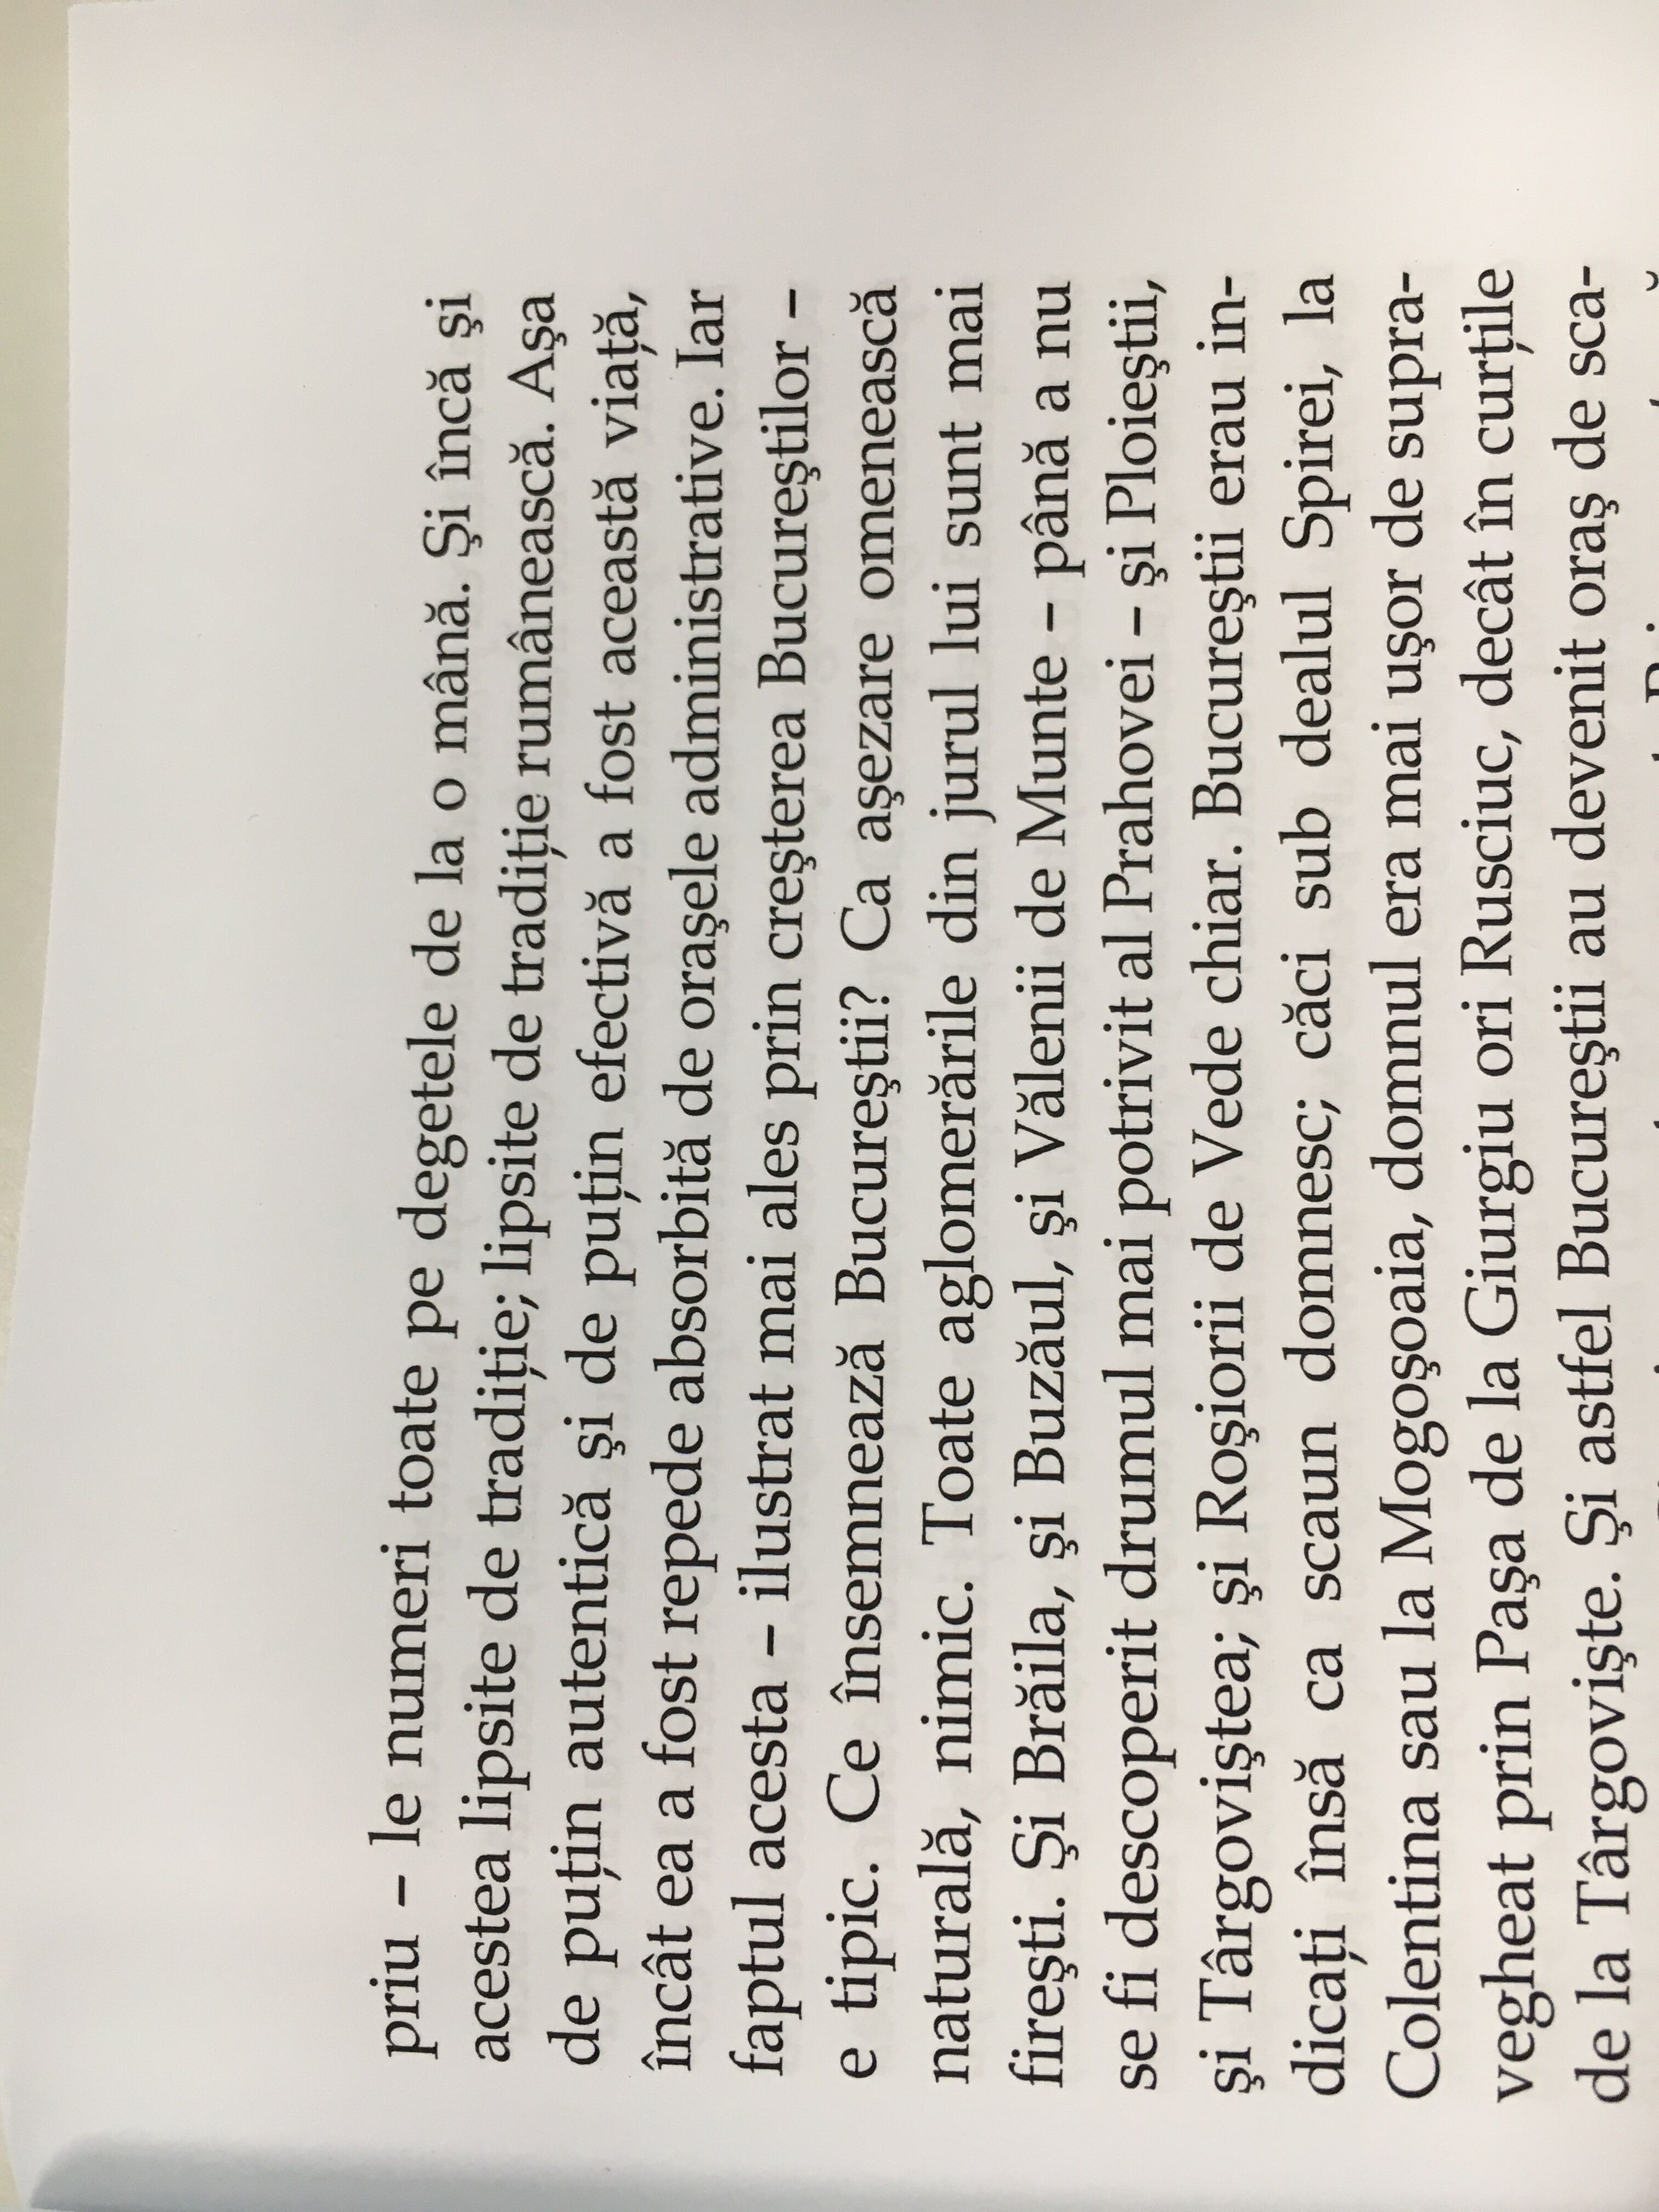 priu – le numeri toate pe degetele de la o mână. Şi încă şi
acestea lipsite de tradiţie; lipsite de tradiţie rumânească. Aşa
de puţin autentică şi de puţin efectivă a fost această viaţă,
încât ea a fost repede absorbită de oraşele administrative. Iar
faptul acesta – ilustrat mai ales prin creşterea Bucureştilor –
e tipic. Ce însemnează Bucureştii? Ca aşezare omenească
naturală, nimic. Toate aglomerările din jurul lui sunt mai
fireşti. Şi Brăila, şi Buzăul, şi Vălenii de Munte – până a nu
se fi descoperit drumul mai potrivit al Prahovei – şi Ploieştii,
şi Târgoviştea; şi Roşiorii de Vede chiar. Bucureştii erau in-
dicaţi însă ca scaun domnesc; căci sub dealul Spirei, la
Colentina sau la Mogoşoaia, domnul era mai uşor de supra-
vegheat prin Paşa de la Giurgiu ori Rusciuc, decât în curţile
de la Târgovişte. Şi astfel Bucureştii au devenit oraş de sca-